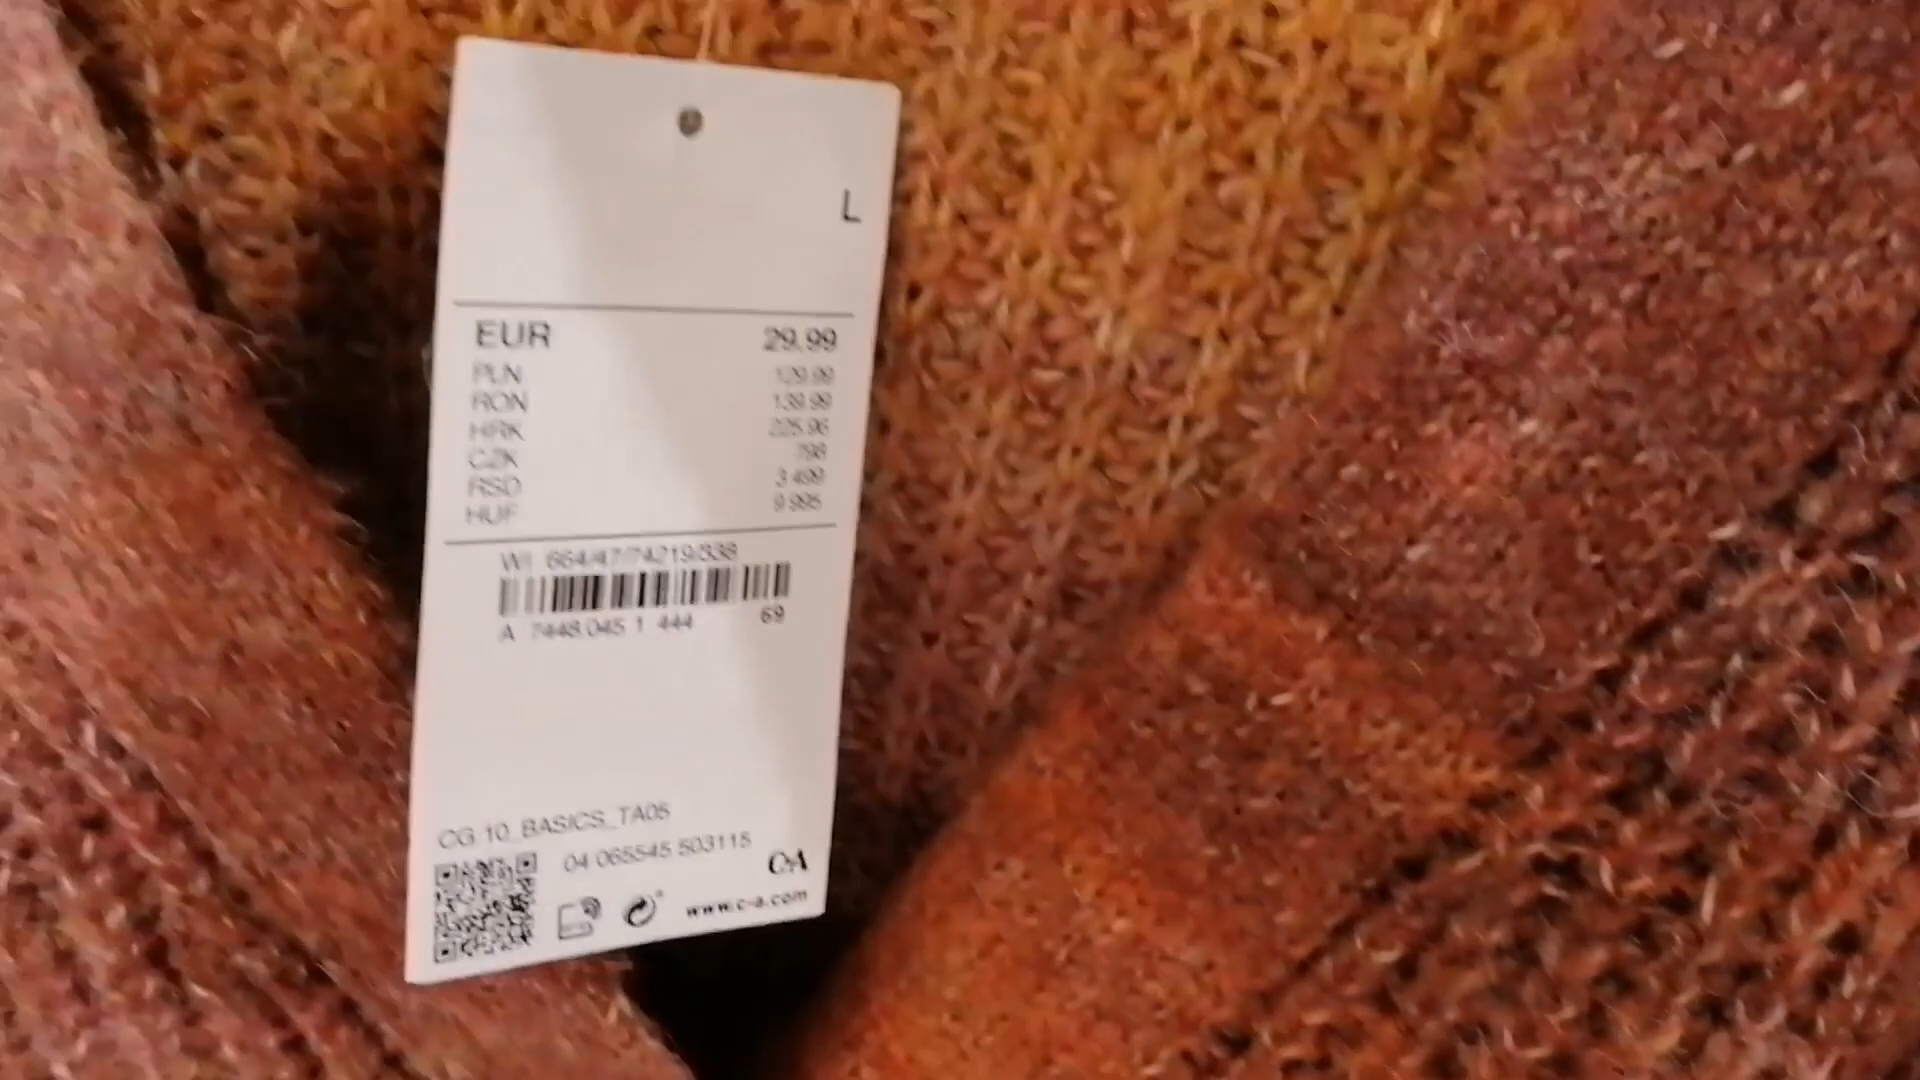 L
EUR 29.99
PLN 129.99
RON 139.99
HRK 225.96
CZK 798
RSD 3 499
HUF 9 995
WI 664/47/74219/338
A 7448.045 1 444 69
CG 10_BASICS_TA05
04 065545 503115
C&A
www.c-a.com